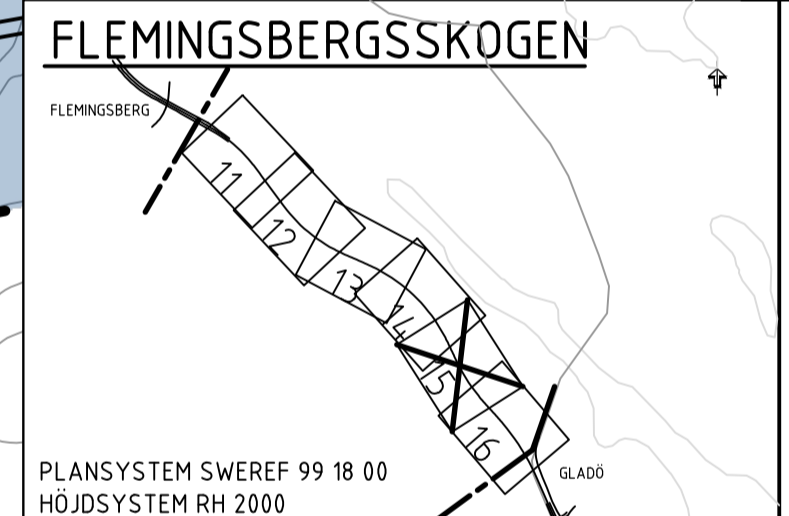 FLEMINGSBERGSSKOGEN
FLEMINGSBERG
11
12
13
14
15
16
GLADÖ
PLANSYSTEM SWEREF 99 18 00
HÖJDSYSTEM RH 2000